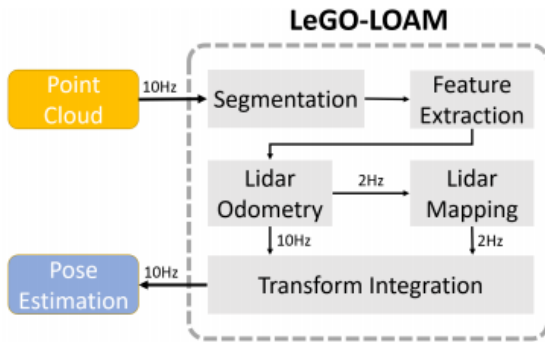 LeGO-LOAM
Point
Cloud
10Hz
Segmentation
Feature
Extraction
Lidar
Odometry
2Hz
Lidar
Mapping
10Hz
2Hz
Pose
Estimation
10Hz
Transform Integration